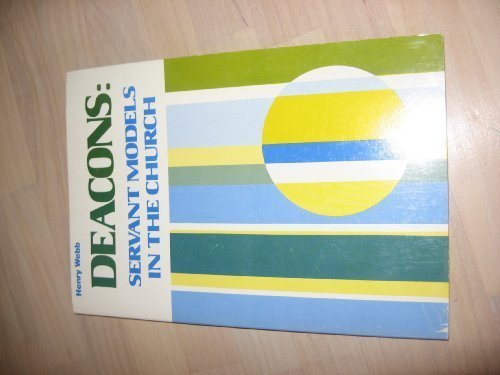 Henry Webb
DEACONS:
SERVANT MODELS
IN THE CHURCH